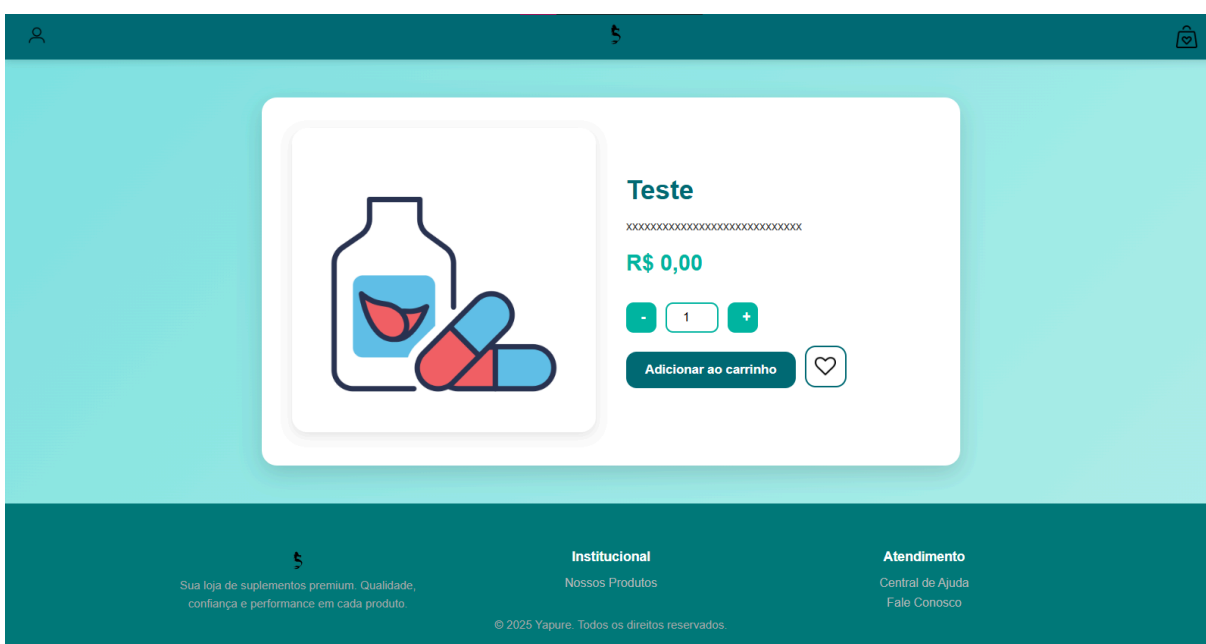 Teste
xxxxxxxxxxxxxxxxxxxxxxxxxxxxx
R$ 0,00
- 1 +
Adicionar ao carrinho
Sua loja de suplementos premium. Qualidade,
confiança e performance em cada produto.
Institucional
Nossos Produtos
Atendimento
Central de Ajuda
Fale Conosco
© 2025 Yapure. Todos os direitos reservados.